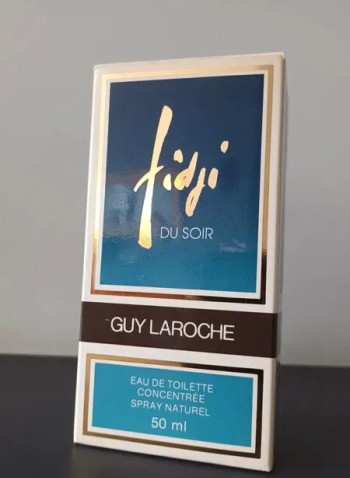 fidji
DU SOIR
GUY LAROCHE
EAU DE TOILETTE
CONCENTRÉE
SPRAY NATUREL
50 ml